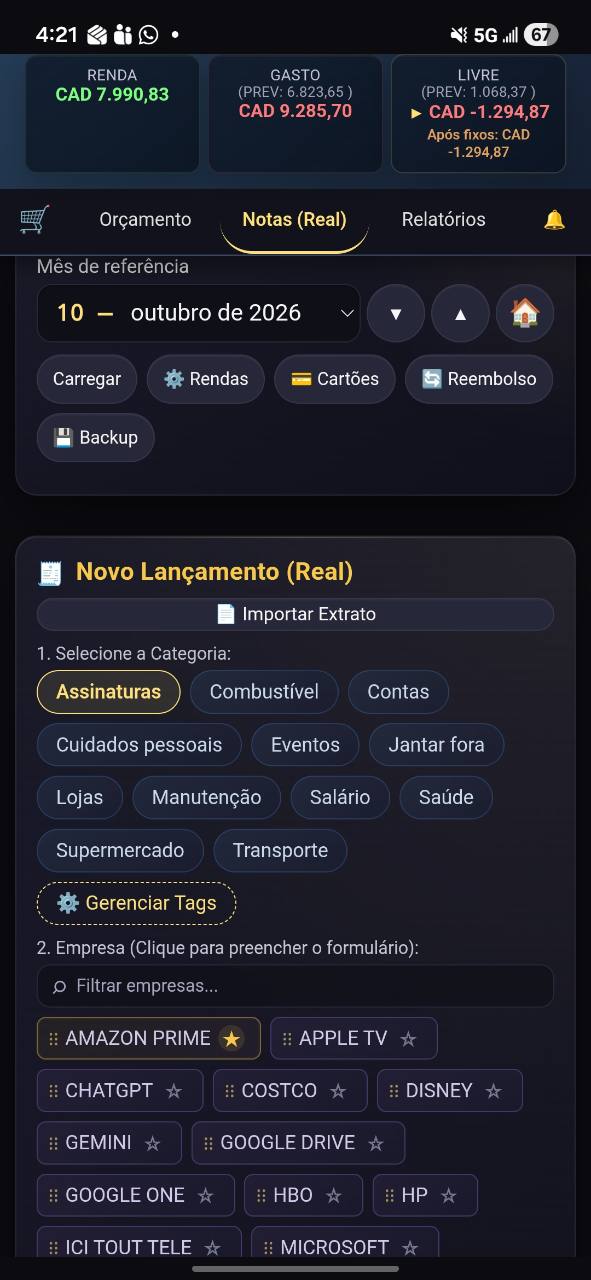 4:21 5G 67
RENDA GASTO LIVRE
CAD 7.990,83 (PREV: 6.823,65 ) (PREV: 1.068,37 )
CAD 9.285,70 ► CAD -1.294,87
Após fixos: CAD
-1.294,87
Orçamento Notas (Real) Relatórios
Mês de referência
10 – outubro de 2026 ▼ ▲
Carregar Rendas Cartões Reembolso
Backup
Novo Lançamento (Real)
Importar Extrato
1. Selecione a Categoria:
Assinaturas Combustível Contas
Cuidados pessoais Eventos Jantar fora
Lojas Manutenção Salário Saúde
Supermercado Transporte
Gerenciar Tags
2. Empresa (Clique para preencher o formulário):
Filtrar empresas...
AMAZON PRIME APPLE TV
CHATGPT COSTCO DISNEY
GEMINI GOOGLE DRIVE
GOOGLE ONE HBO HP
ICI TOUT TELE MICROSOFT